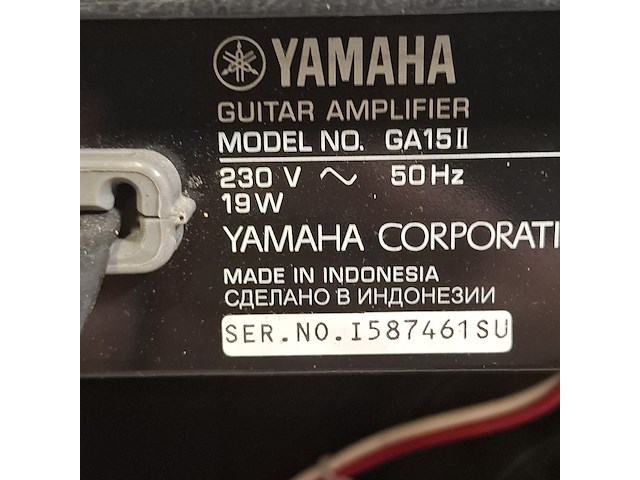 YAMAHA
GUITAR AMPLIFIER
MODEL NO. GA15II
230 V ~ 50Hz
19W
YAMAHA CORPORATI
MADE IN INDONESIA
СДЕЛАНО В ИНДОНЕЗИИ
SER.NO.I587461SU